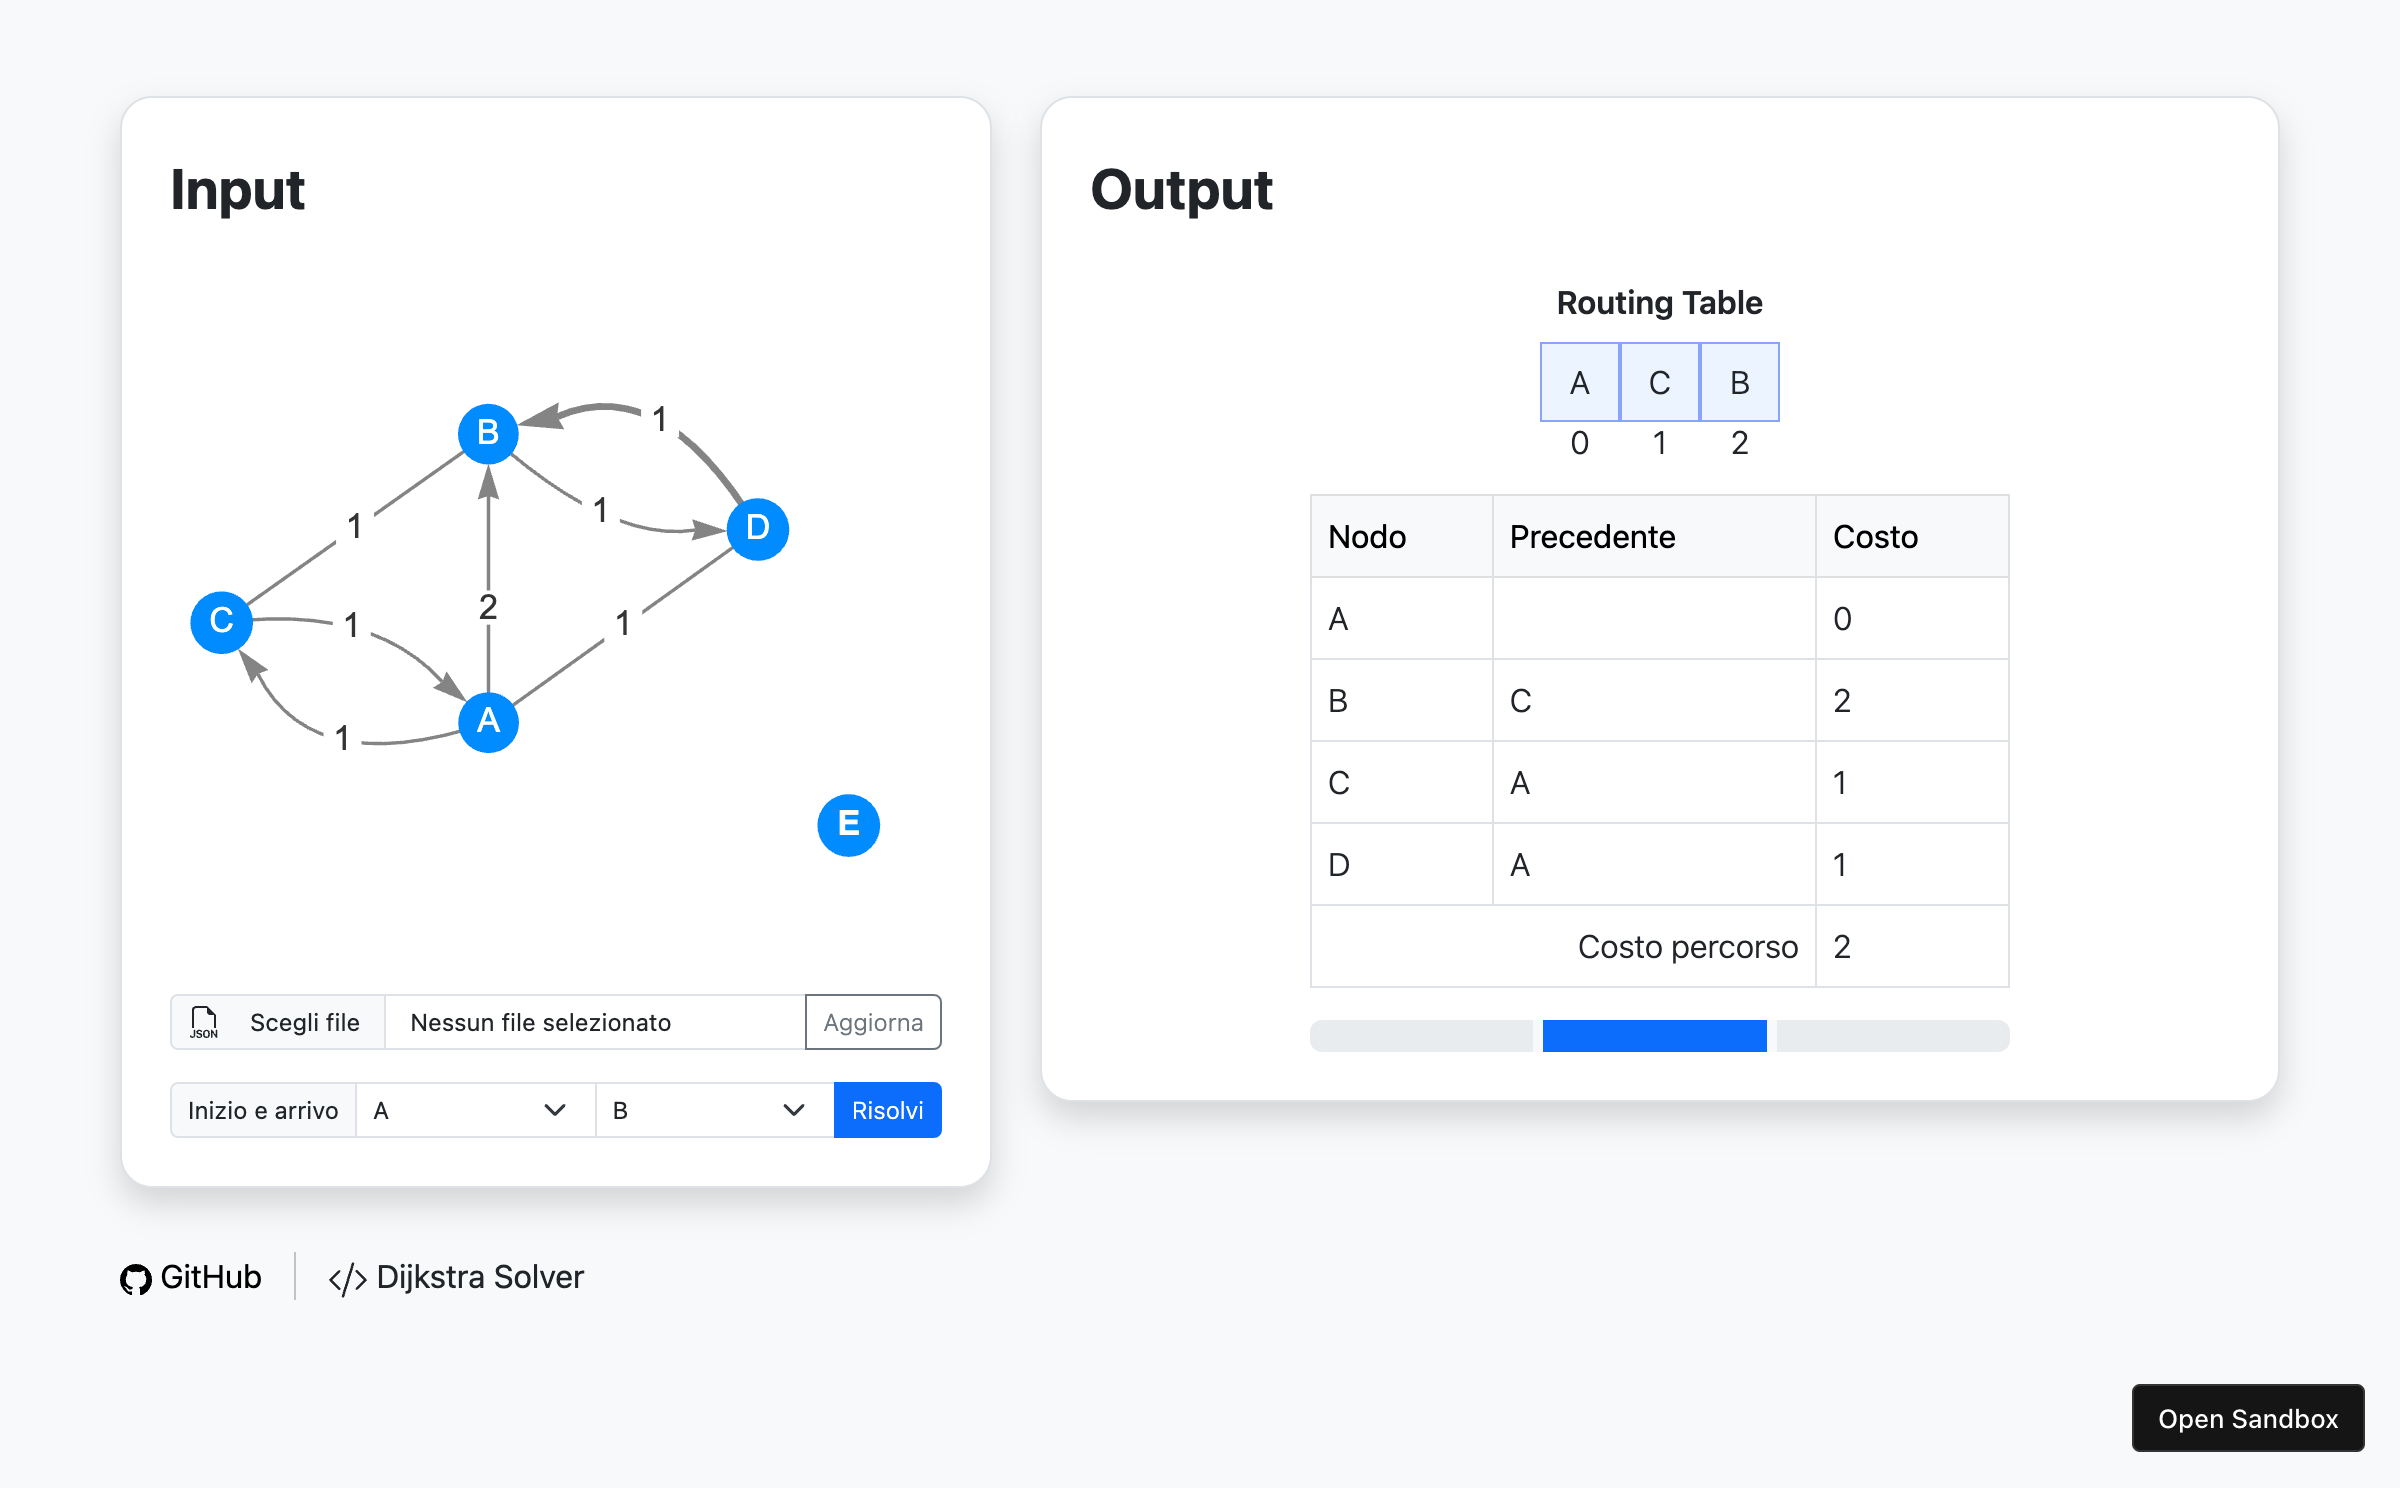 Input
B
1
1
D
1
C
1
2
1
A
1
E
JSON Scegli file Nessun file selezionato Aggiorna
Inizio e arrivo A B Risolvi
Output
Routing Table
A C B
0 1 2
Nodo Precedente Costo
A 0
B C 2
C A 1
D A 1
Costo percorso 2
GitHub </> Dijkstra Solver
Open Sandbox